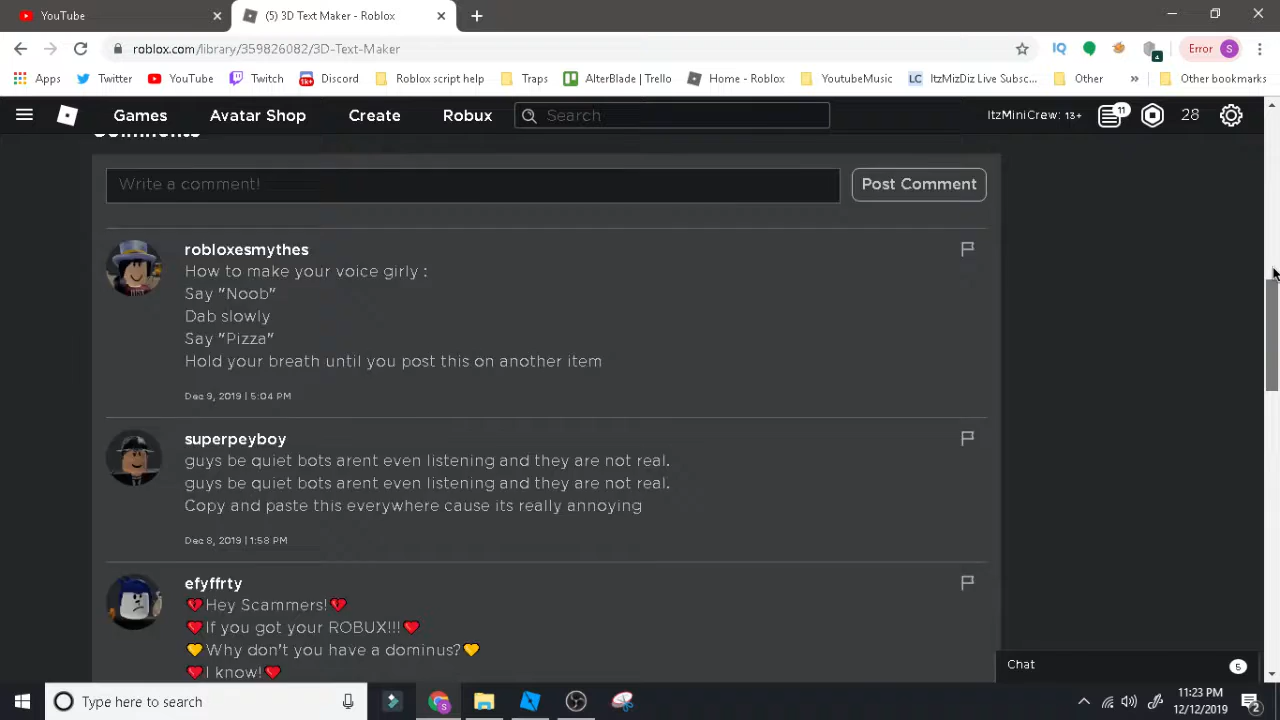 YouTube
(5) 3D Text Maker - Roblox
roblox.com/library/359826082/3D-Text-Maker
IQ
4
Error S
Apps
Twitter
YouTube
Twitch
1K+
Discord
Roblox script help
Traps
AlterBlade | Trello
Home - Roblox
YoutubeMusic
LC
ItzMizDiz Live Subsc...
Other
»
Other bookmarks
Games
Avatar Shop
Create
Robux
Search
ItzMiniCrew: 13+
11
28
Comments
Write a comment!
Post Comment
robloxesmythes
How to make your voice girly :
Say "Noob"
Dab slowly
Say "Pizza"
Hold your breath until you post this on another item
Dec 9, 2019 | 5:04 PM
superpeyboy
guys be quiet bots arent even listening and they are not real.
guys be quiet bots arent even listening and they are not real.
Copy and paste this everywhere cause its really annoying
Dec 8, 2019 | 1:58 PM
efyffrty
💔Hey Scammers!💔
❤️If you got your ROBUX!!!❤️
💛Why don't you have a dominus?💛
❤️I know!❤️
Chat
5
Type here to search
11:23 PM
12/12/2019
2